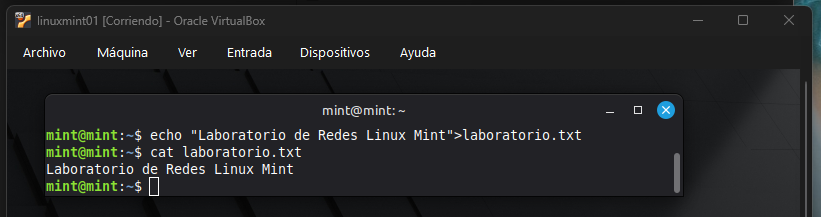 linuxmint01 [Corriendo] - Oracle VirtualBox
Archivo Máquina Ver Entrada Dispositivos Ayuda
mint@mint: ~
mint@mint:~$ echo "Laboratorio de Redes Linux Mint">laboratorio.txt
mint@mint:~$ cat laboratorio.txt
Laboratorio de Redes Linux Mint
mint@mint:~$